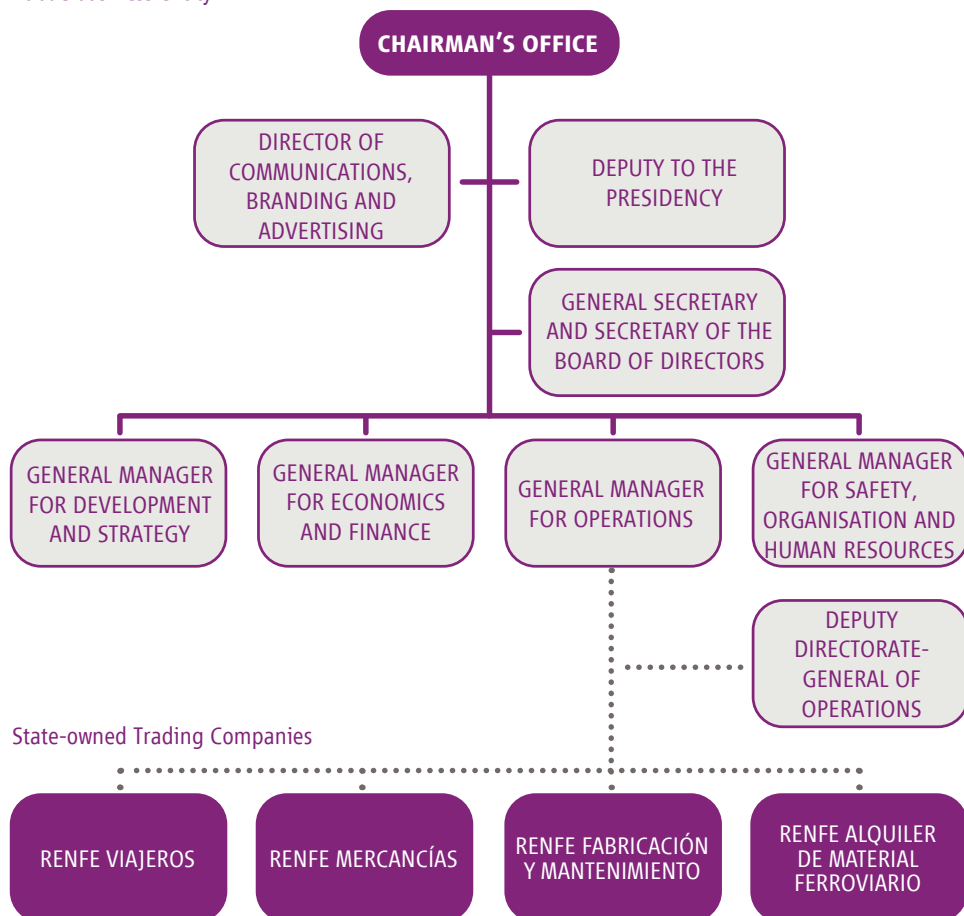 CHAIRMAN'S OFFICE
DIRECTOR OF
COMMUNICATIONS,
BRANDING AND
ADVERTISING
DEPUTY TO THE
PRESIDENCY
GENERAL SECRETARY
AND SECRETARY OF THE
BOARD OF DIRECTORS
GENERAL MANAGER
FOR DEVELOPMENT
AND STRATEGY
GENERAL MANAGER
FOR ECONOMICS
AND FINANCE
GENERAL MANAGER
FOR OPERATIONS
GENERAL MANAGER
FOR SAFETY,
ORGANISATION AND
HUMAN RESOURCES
DEPUTY
DIRECTORATE-
GENERAL OF
OPERATIONS
State-owned Trading Companies
RENFE VIAJEROS
RENFE MERCANCÍAS
RENFE FABRICACIÓN
Y MANTENIMIENTO
RENFE ALQUILER
DE MATERIAL
FERROVIARIO